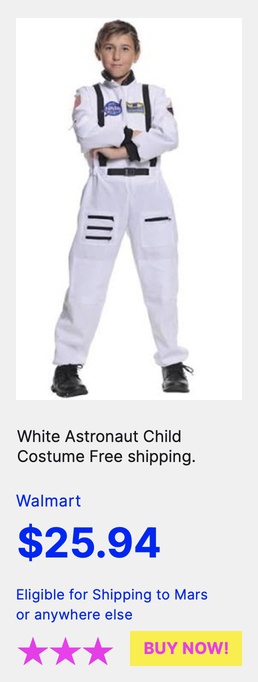 White Astronaut Child
Costume Free shipping.
Walmart
$25.94
Eligible for Shipping to Mars
or anywhere else
BUY NOW!